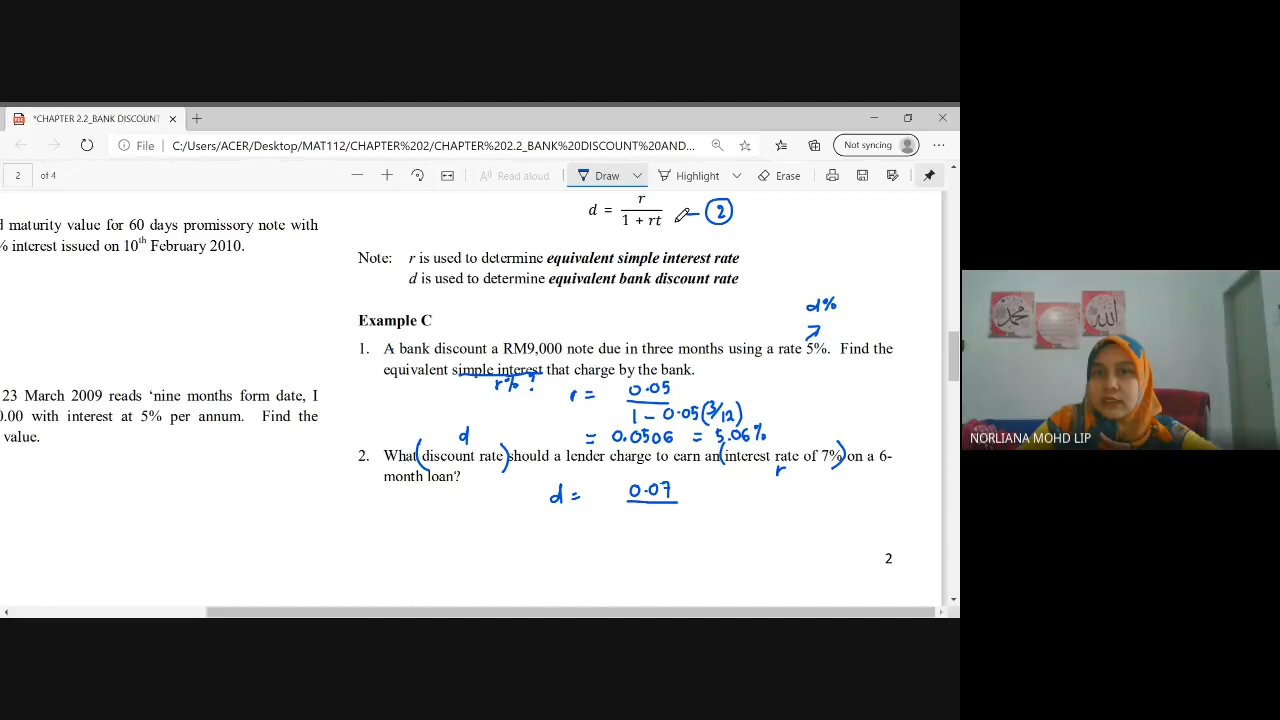 *CHAPTER 2.2_BANK DISCOUNT
File
C:/Users/ACER/Desktop/MAT112/CHAPTER%202/CHAPTER%202.2_BANK%20DISCOUNT%20AND...
Not syncing
2 of 4
Read aloud
Draw
Highlight
Erase
d maturity value for 60 days promissory note with
% interest issued on 10th February 2010.
23 March 2009 reads ‘nine months form date, I
0.00 with interest at 5% per annum. Find the
value.
d = r / 1 + rt
2
Note: r is used to determine equivalent simple interest rate
d is used to determine equivalent bank discount rate
d%
Example C
1. A bank discount a RM9,000 note due in three months using a rate 5%. Find the
equivalent simple interest that charge by the bank.
r% ?
r = 0.05 / 1 - 0.05(3/12)
= 0.0506 = 5.06%
d
2. What (discount rate) should a lender charge to earn an (interest rate of 7%) on a 6-
r
month loan?
d = 0.07
2
NORLIANA MOHD LIP
محمد
الله